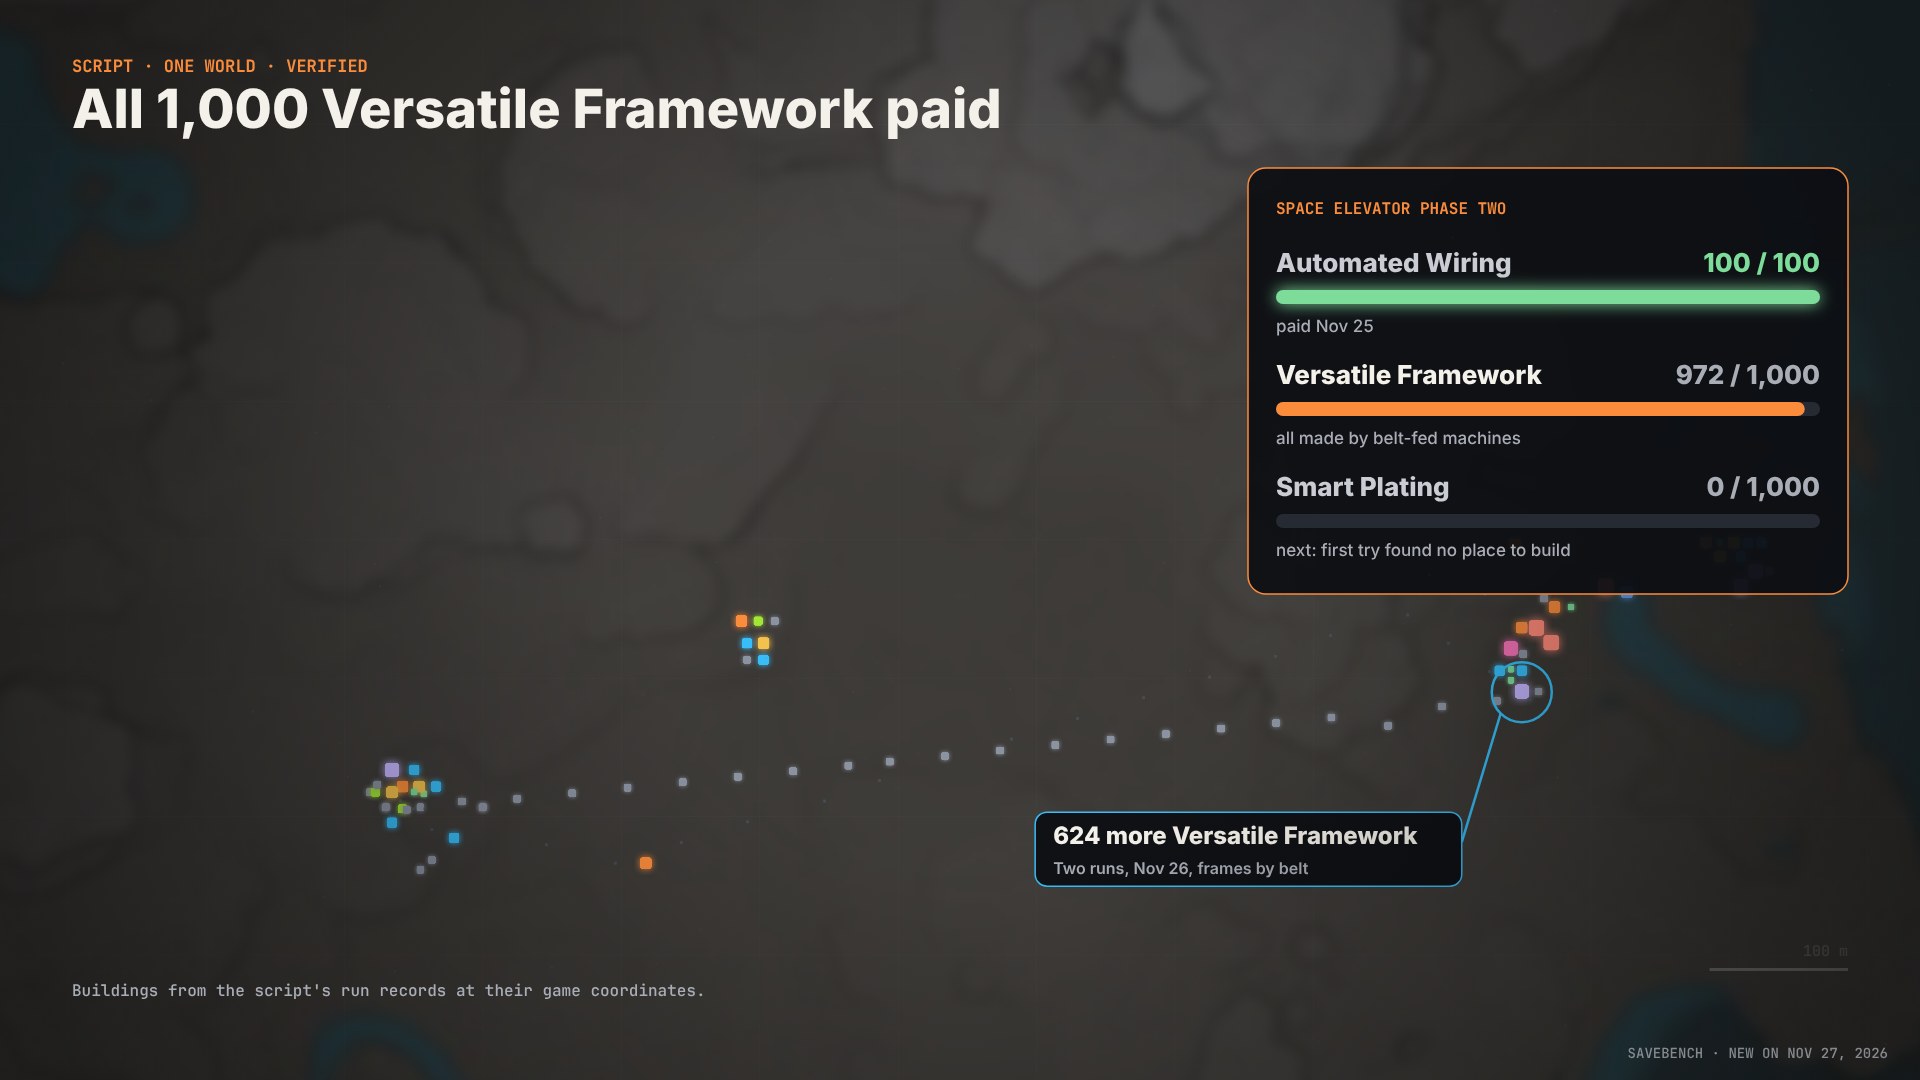 SCRIPT · ONE WORLD · VERIFIED
All 1,000 Versatile Framework paid
SPACE ELEVATOR PHASE TWO
Automated Wiring 100 / 100
paid Nov 25
Versatile Framework 972 / 1,000
all made by belt-fed machines
Smart Plating 0 / 1,000
next: first try found no place to build
624 more Versatile Framework
Two runs, Nov 26, frames by belt
100 m
Buildings from the script's run records at their game coordinates.
SAVEBENCH · NEW ON NOV 27, 2026